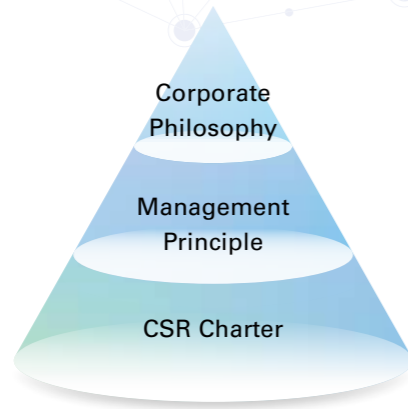 Corporate
Philosophy
Management
Principle
CSR Charter